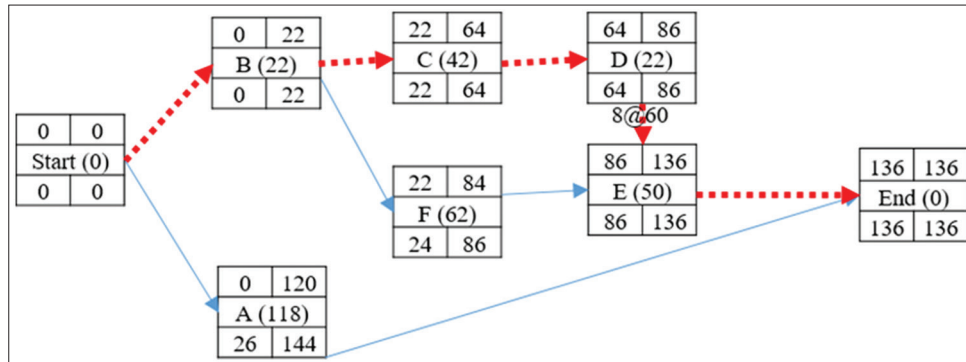 0 22
B (22)
0 22
22 64
C (42)
22 64
64 86
D (22)
64 86
8@60
0 0
Start (0)
0 0
22 84
F (62)
24 86
86 136
E (50)
86 136
136 136
End (0)
136 136
0 120
A (118)
26 144